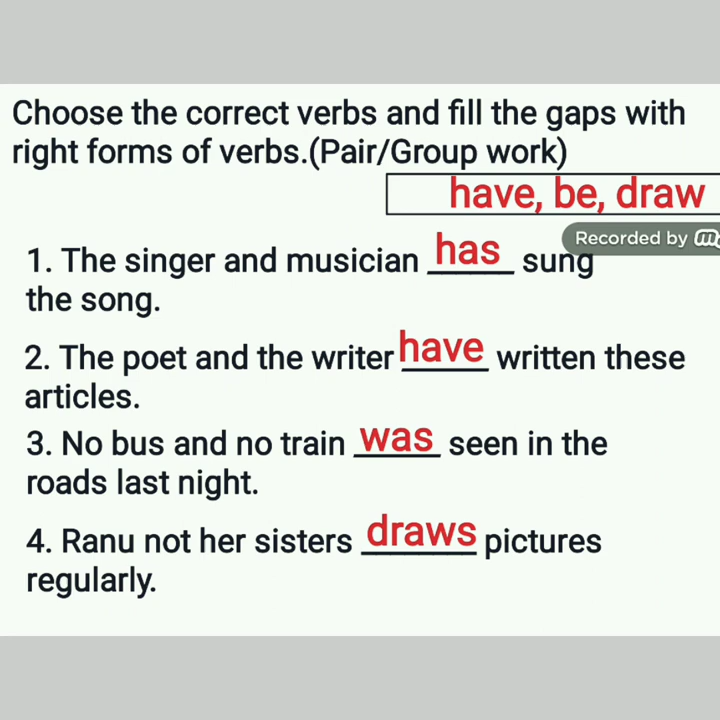 Choose the correct verbs and fill the gaps with
right forms of verbs.(Pair/Group work)
have, be, draw
Recorded by
1. The singer and musician has sung
the song.
2. The poet and the writer have written these
articles.
3. No bus and no train was seen in the
roads last night.
4. Ranu not her sisters draws pictures
regularly.